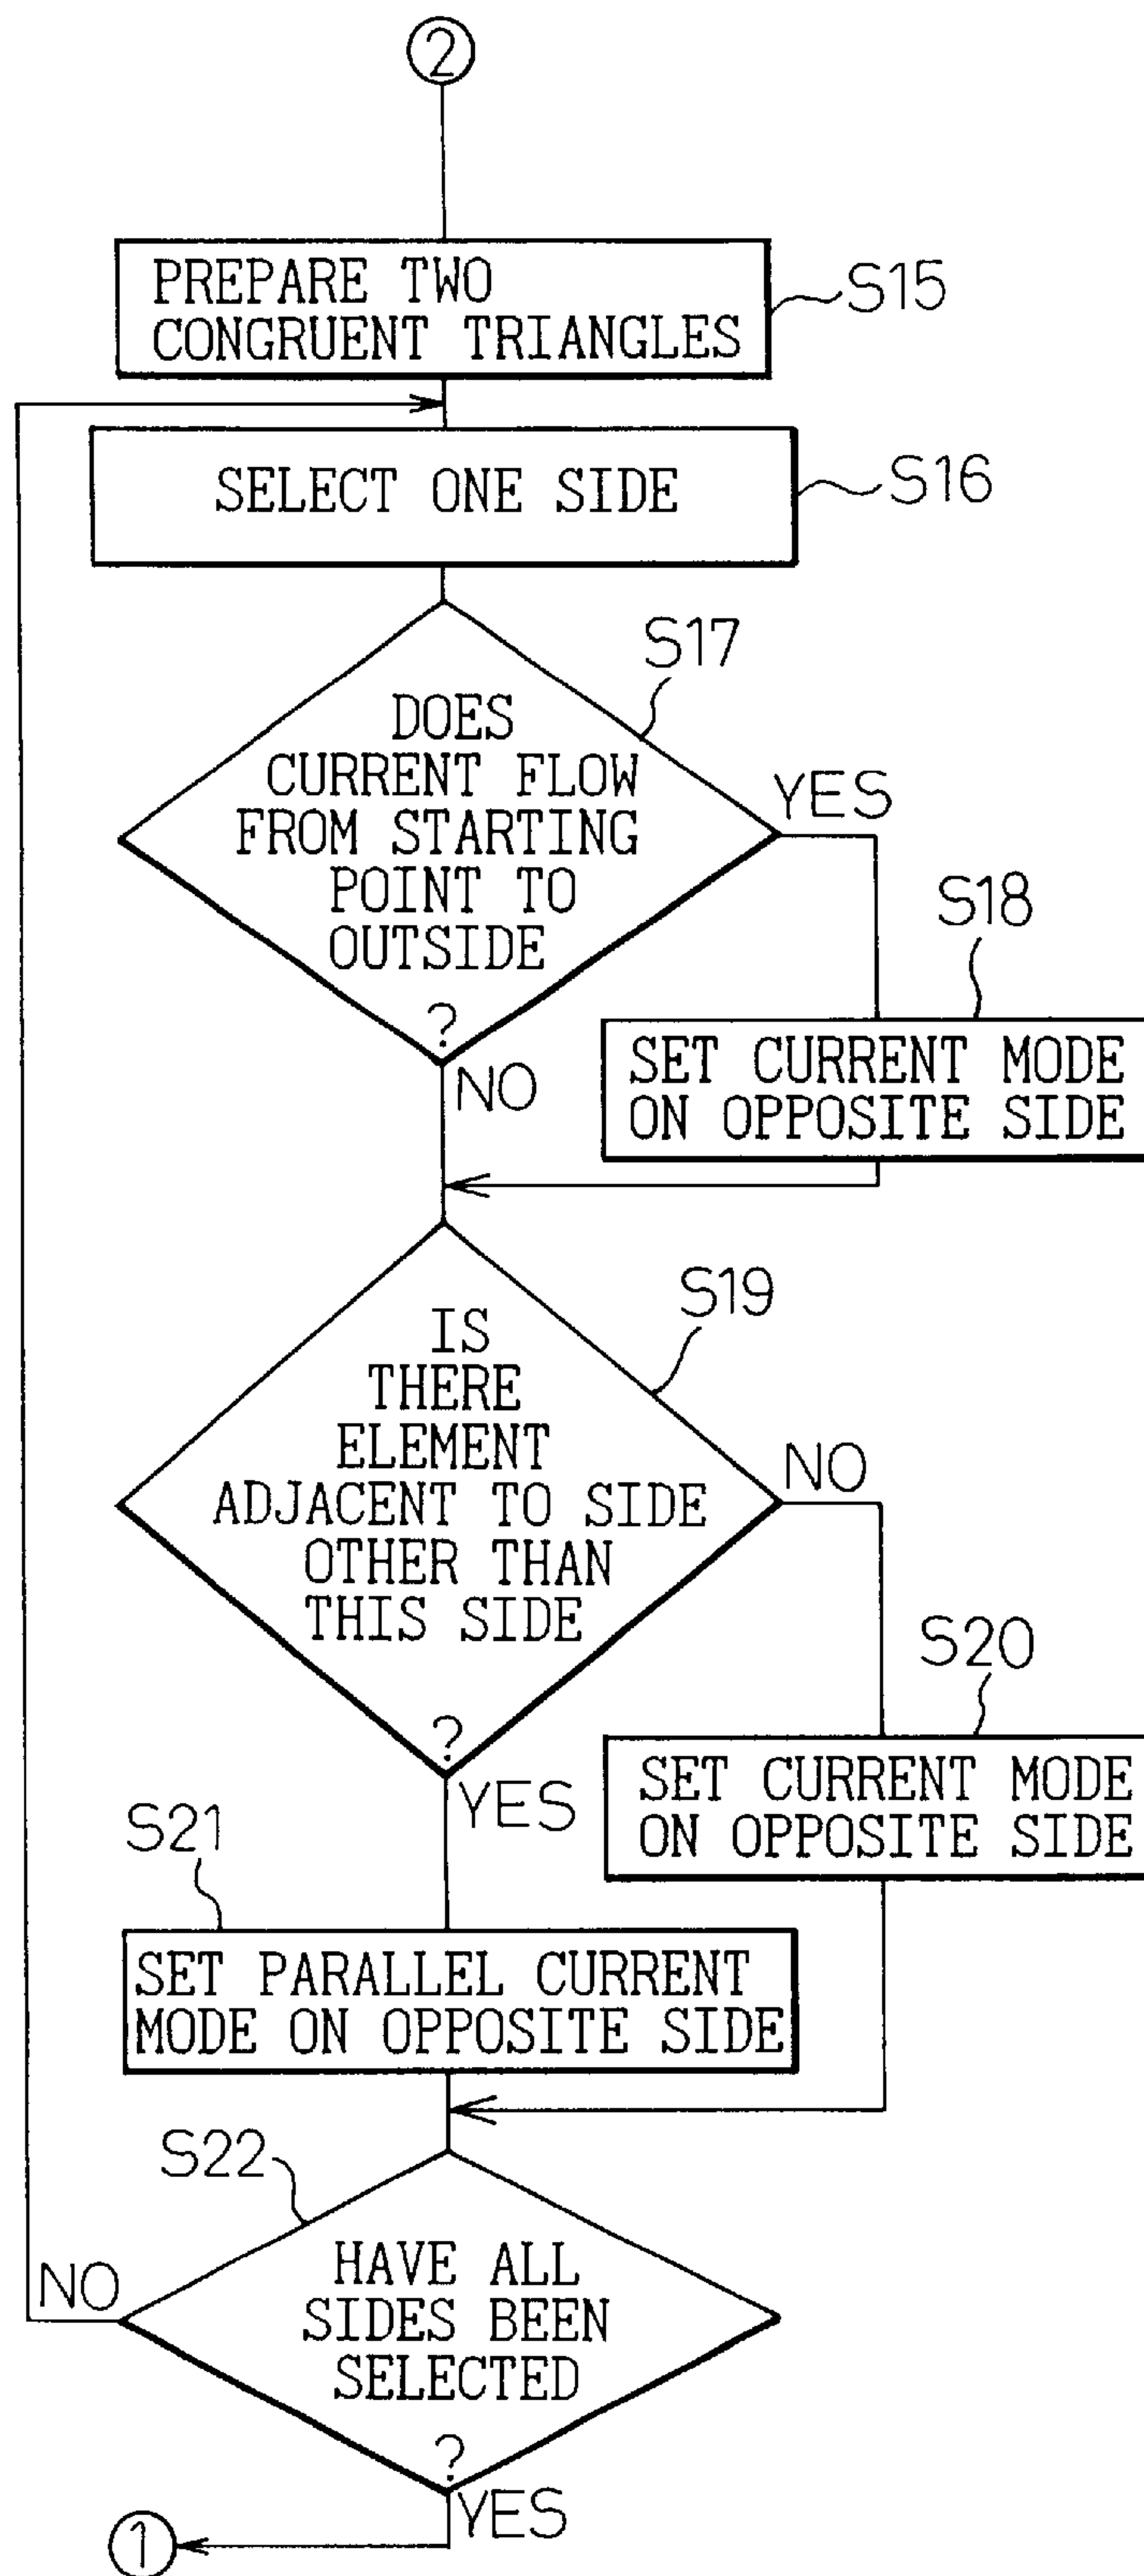 2
PREPARE TWO
CONGRUENT TRIANGLES
S15
SELECT ONE SIDE
S16
S17
DOES
CURRENT FLOW
FROM STARTING
POINT TO
OUTSIDE
?
YES
NO
S18
SET CURRENT MODE
ON OPPOSITE SIDE
S19
IS
THERE
ELEMENT
ADJACENT TO SIDE
OTHER THAN
THIS SIDE
?
NO
YES
S20
SET CURRENT MODE
ON OPPOSITE SIDE
S21
SET PARALLEL CURRENT
MODE ON OPPOSITE SIDE
S22
HAVE ALL
SIDES BEEN
SELECTED
?
NO
YES
1